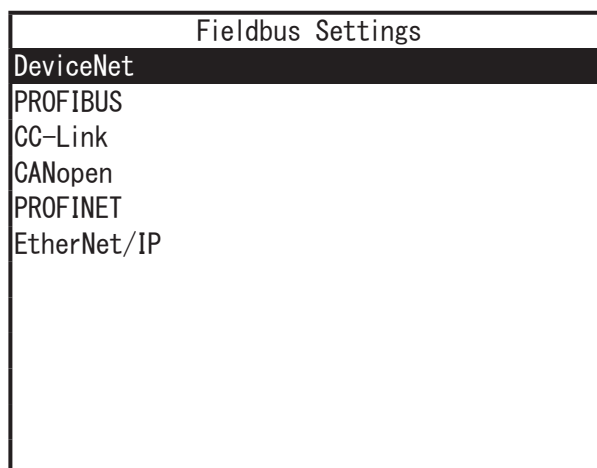 Fieldbus Settings
DeviceNet
PROFIBUS
CC-Link
CANopen
PROFINET
EtherNet/IP